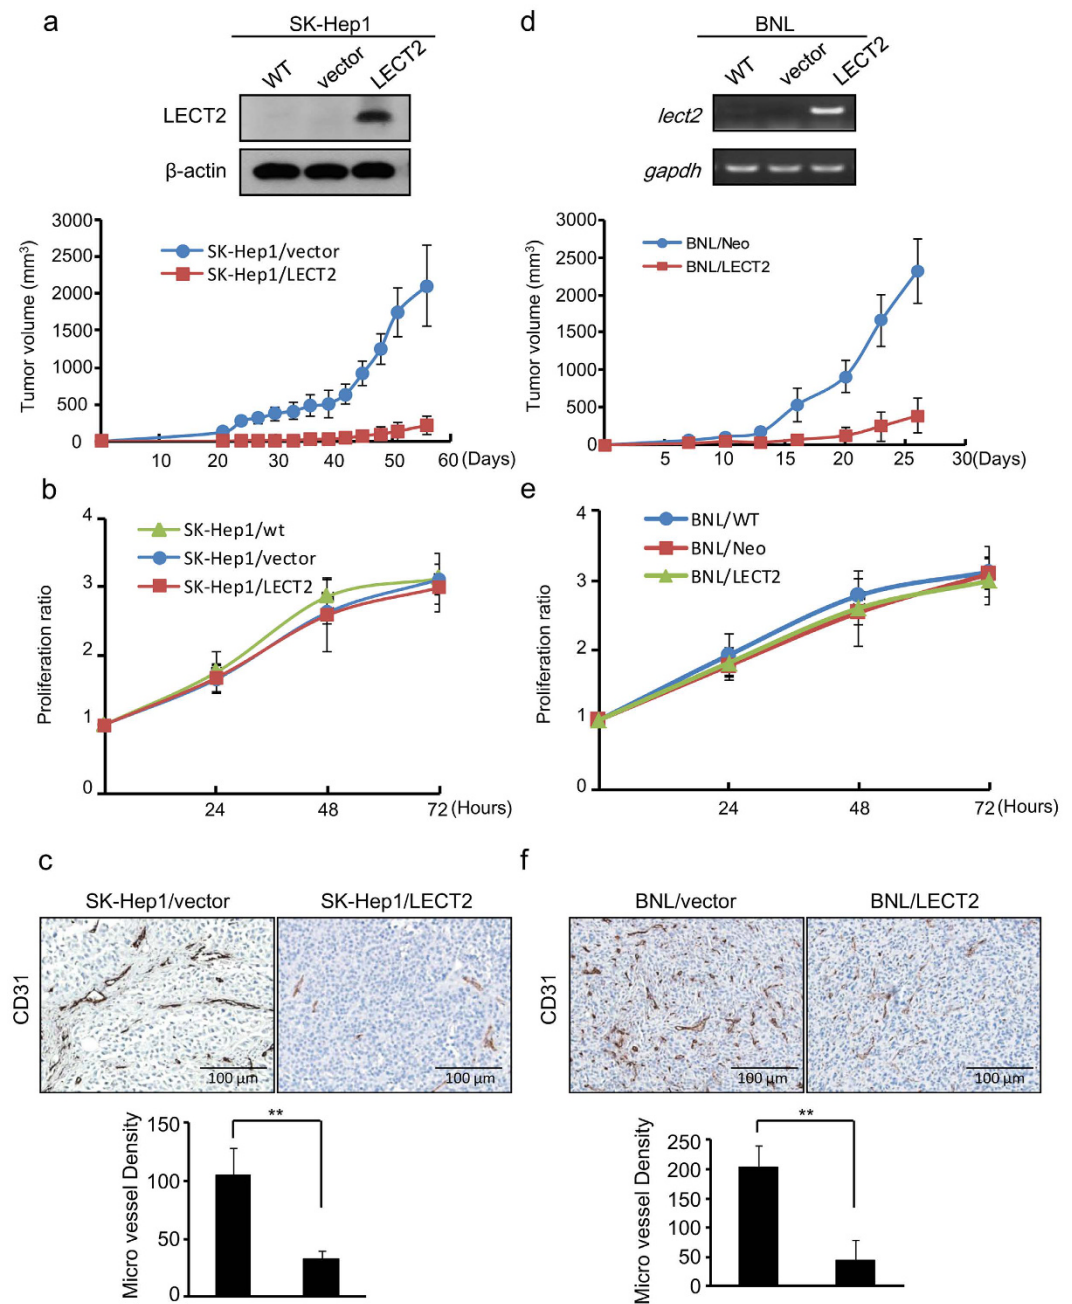 a
SK-Hep1
WT
vector
LECT2
LECT2
β-actin
3000
2500
2000
1500
1000
500
0
Tumor volume (mm³)
SK-Hep1/vector
SK-Hep1/LECT2
10 20 30 40 50 60 (Days)
b
4
3
2
1
0
Proliferation ratio
SK-Hep1/wt
SK-Hep1/vector
SK-Hep1/LECT2
24 48 72 (Hours)
c
SK-Hep1/vector SK-Hep1/LECT2
CD31
100 µm 100 µm
**
150
100
50
0
Micro vessel Density
d
BNL
WT
vector
LECT2
lect2
gapdh
3000
2500
2000
1500
1000
500
0
Tumor volume (mm³)
BNL/Neo
BNL/LECT2
5 10 15 20 25 30 (Days)
e
4
3
2
1
0
Proliferation ratio
BNL/WT
BNL/Neo
BNL/LECT2
24 48 72 (Hours)
f
BNL/vector BNL/LECT2
CD31
100 µm 100 µm
**
250
200
150
100
50
0
Micro vessel Density